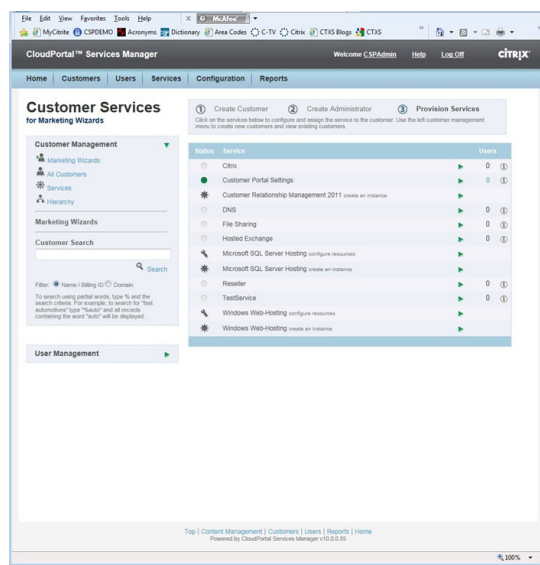 File Edit View Favorites Tools Help X McAfee
MyCitrite CSPDEMO Acronyms Dictionary Area Codes C-TV Citrix CTXS Blogs CTXS »
CloudPortal™ Services Manager Welcome CSPAdmin Help Log Off CITRIX
Home Customers Users Services Configuration Reports
Customer Services
for Marketing Wizards
1 Create Customer 2 Create Administrator 3 Provision Services
Click on the services below to configure and assign the service to the customer. Use the left customer management
menu to create new customers and view existing customers.
Customer Management
Marketing Wizards
All Customers
Services
Hierarchy
Marketing Wizards
Customer Search
Search
Filter: Name / Billing ID Domain
To search using partial words, type % and the
search criteria. For example, to search for "fast
automotives" type "%auto" and all records
containing the word "auto" will be displayed.
User Management
Status Service Users
Citrix 0
Customer Portal Settings 0
Customer Relationship Management 2011 create an instance
DNS 0
File Sharing 0
Hosted Exchange 0
Microsoft SQL Server Hosting configure resources
Microsoft SQL Server Hosting create an instance
Reseller 0
TestService 0
Windows Web-Hosting configure resources
Windows Web-Hosting create an instance
Top | Content Management | Customers | Users | Reports | Home
Powered by CloudPortal Services Manager v10.0.0.65
100%